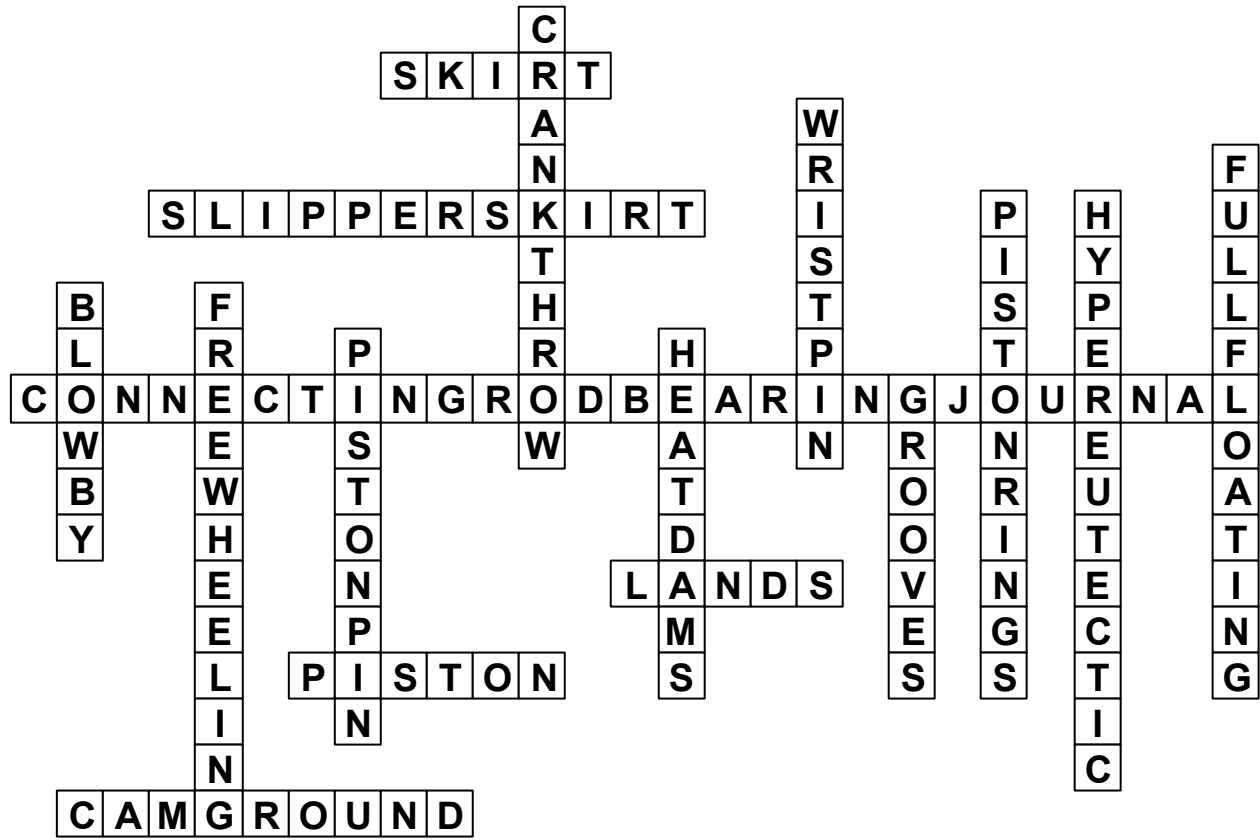 CRANKTHROW
SKIRT
WRISTPIN
FULLFLOATING
SLIPPERSKIRT
PISTONRINGS
HYPEREUTECTIC
BLOWBY
FREEWHEELING
PISTONPIN
HEATDAMS
CONNECTINGRODBEARINGJOURNAL
GROOVES
LANDS
PISTON
CAMGROUND